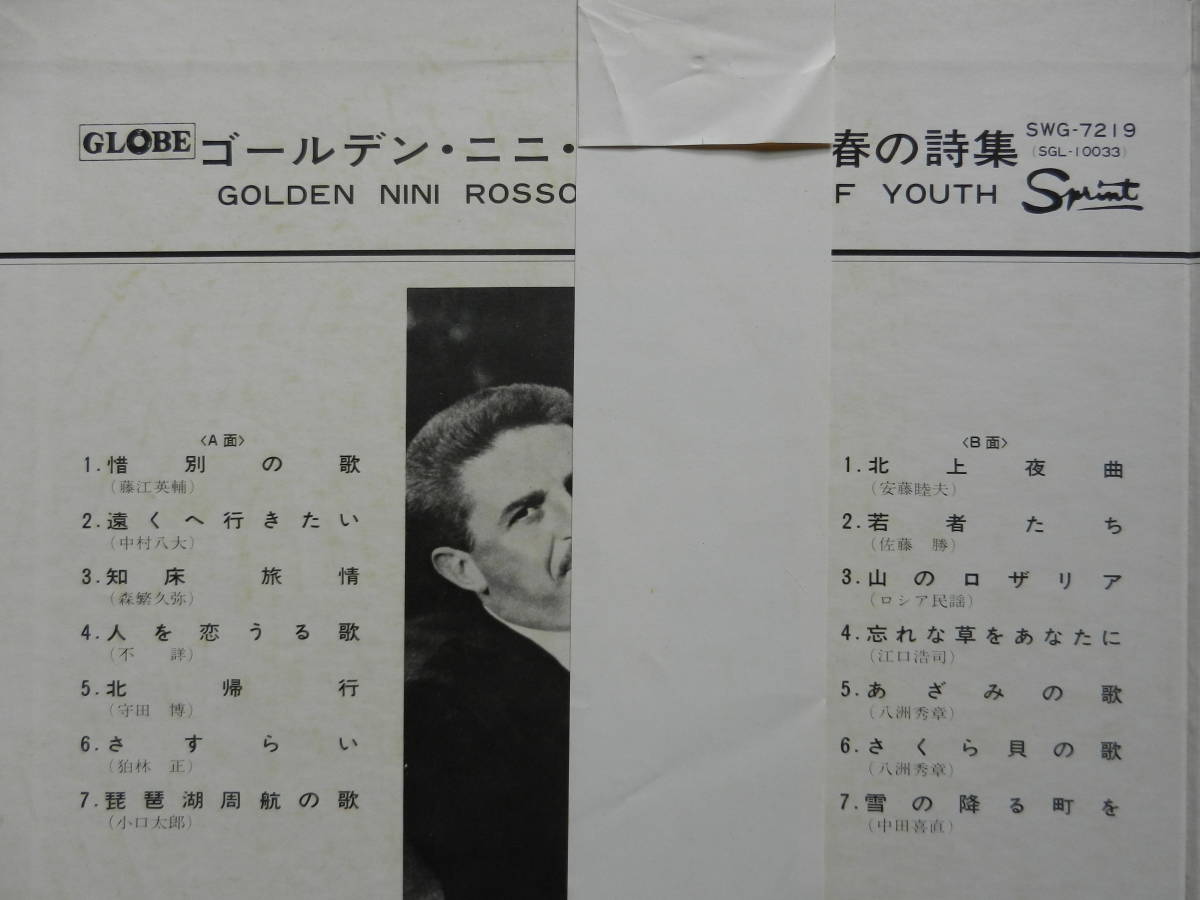 GLOBE
ゴールデン・ニニ・ 春の詩集
SWG-7219
(SGL-10033)
GOLDEN NINI ROSSO F YOUTH
Sprint
〈A面〉
1.惜別の歌
(藤江英輔)
2.遠くへ行きたい
(中村八大)
3.知床 旅情
(森繁久弥)
4.人を恋うる歌
(不 詳)
5.北帰行
(守田 博)
6.さすらい
(狛林 正)
7.琵琶湖周航の歌
(小口太郎)
〈B面〉
1.北上夜曲
(安藤睦夫)
2.若者たち
(佐藤 勝)
3.山のロザリア
(ロシア民謡)
4.忘れな草をあなたに
(江口浩司)
5.あざみの歌
(八洲秀章)
6.さくら貝の歌
(八洲秀章)
7.雪の降る町を
(中田喜直)